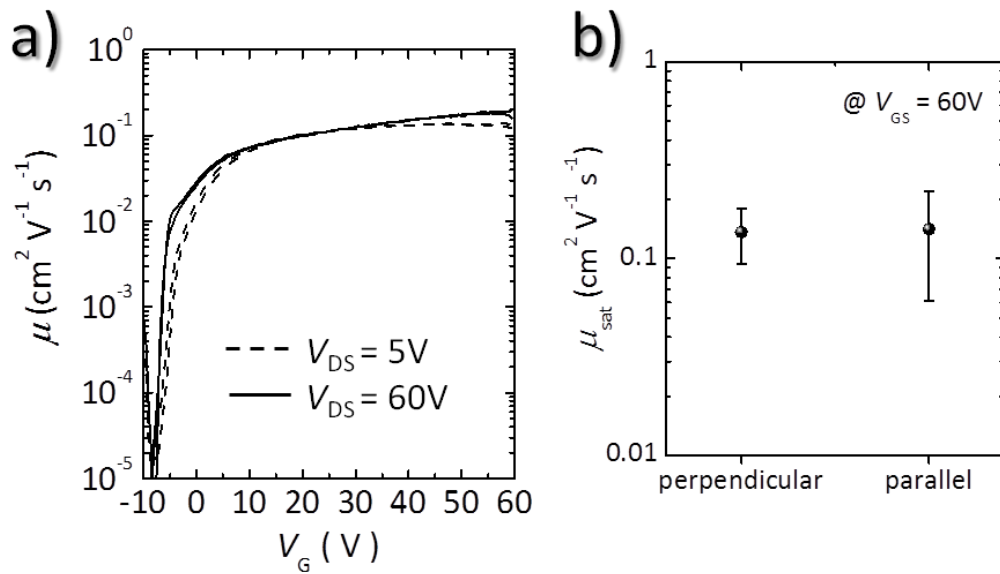 a)
10^0
10^-1
10^-2
10^-3
10^-4
10^-5
μ (cm^2 V^-1 s^-1)
V_DS = 5V
V_DS = 60V
-10 0 10 20 30 40 50 60
V_G ( V )
b)
1
0.1
0.01
μ_sat (cm^2 V^-1 s^-1)
@ V_GS = 60V
perpendicular parallel